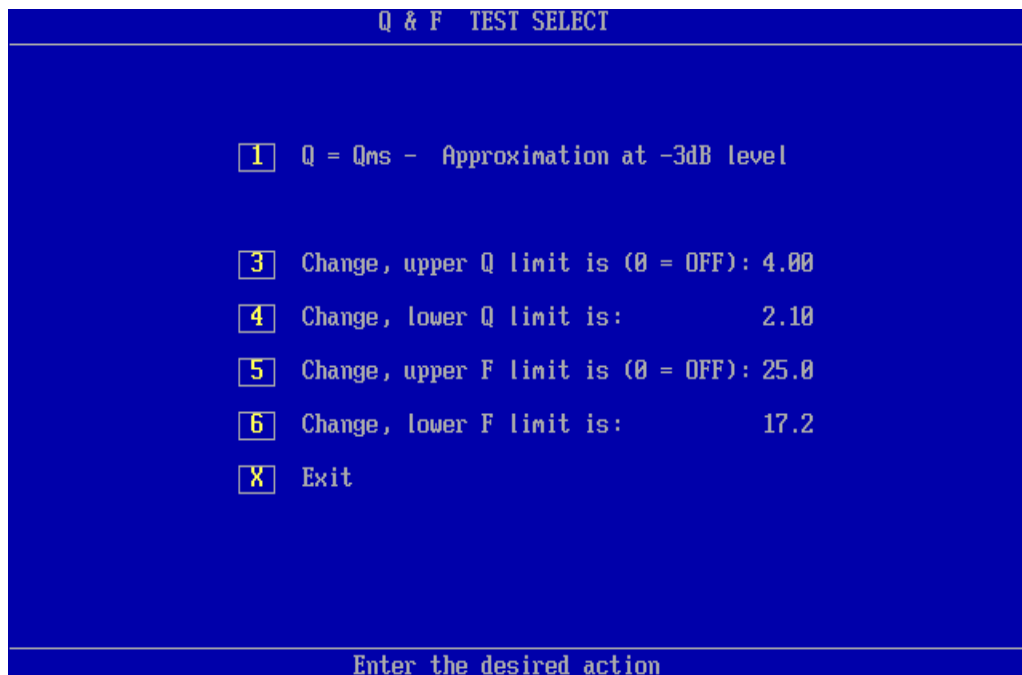 Q & F TEST SELECT
1 Q = Qms - Approximation at -3dB level
3 Change, upper Q limit is (0 = OFF): 4.00
4 Change, lower Q limit is: 2.10
5 Change, upper F limit is (0 = OFF): 25.0
6 Change, lower F limit is: 17.2
X Exit
Enter the desired action